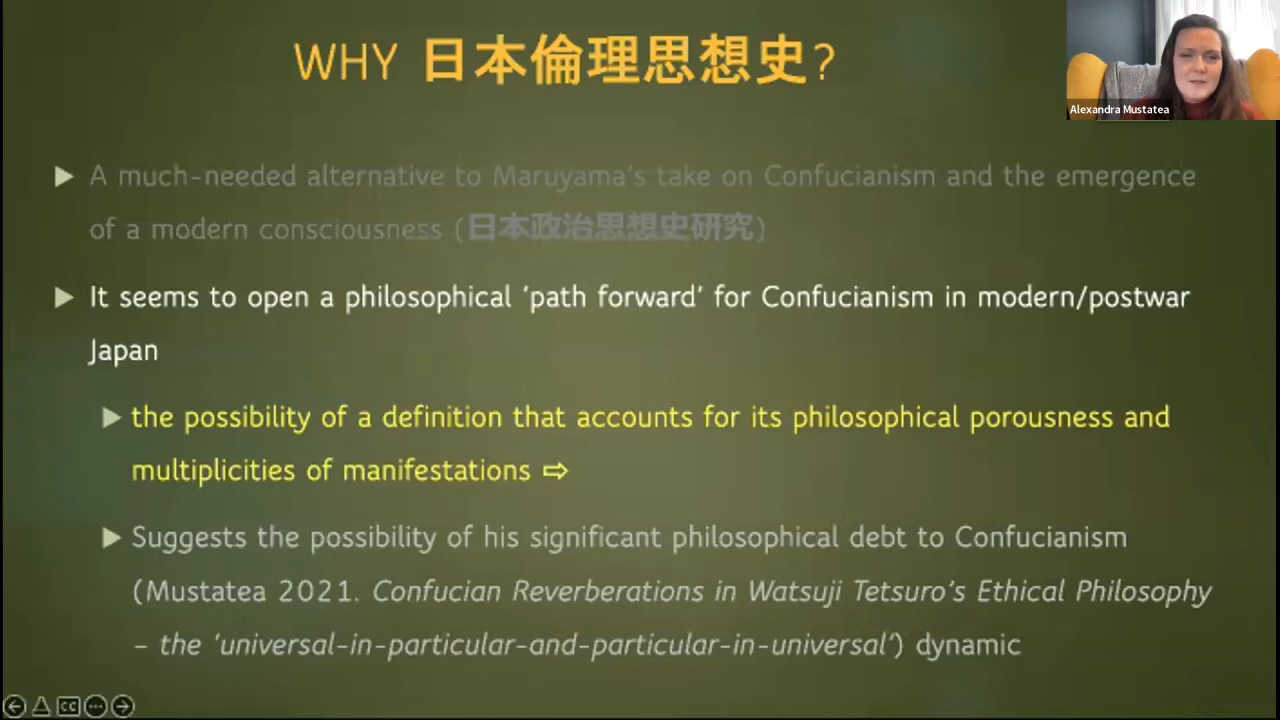 WHY 日本倫理思想史?
Alexandra Mustatea
A much-needed alternative to Maruyama's take on Confucianism and the emergence
of a modern consciousness (日本政治思想史研究)
It seems to open a philosophical 'path forward' for Confucianism in modern/postwar
Japan
the possibility of a definition that accounts for its philosophical porousness and
multiplicities of manifestations ⇨
Suggests the possibility of his significant philosophical debt to Confucianism
(Mustatea 2021. Confucian Reverberations in Watsuji Tetsuro's Ethical Philosophy
– the 'universal-in-particular-and-particular-in-universal') dynamic
CC